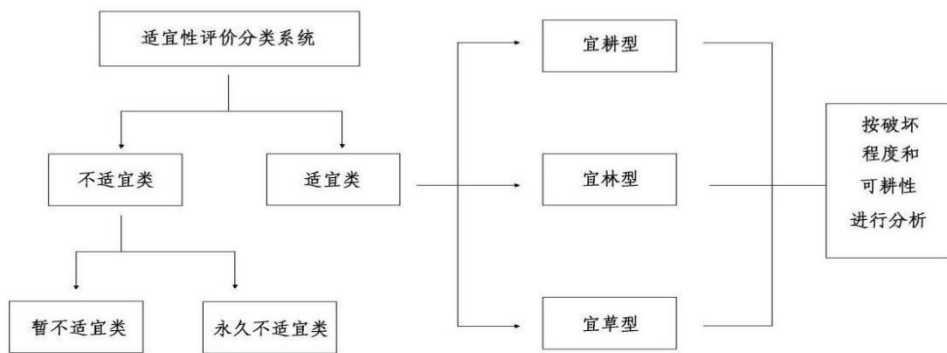 适宜性评价分类系统
宜耕型
按破坏
程度和
可耕性
进行分析
不适宜类
适宜类
宜林型
暂不适宜类
永久不适宜类
宜草型